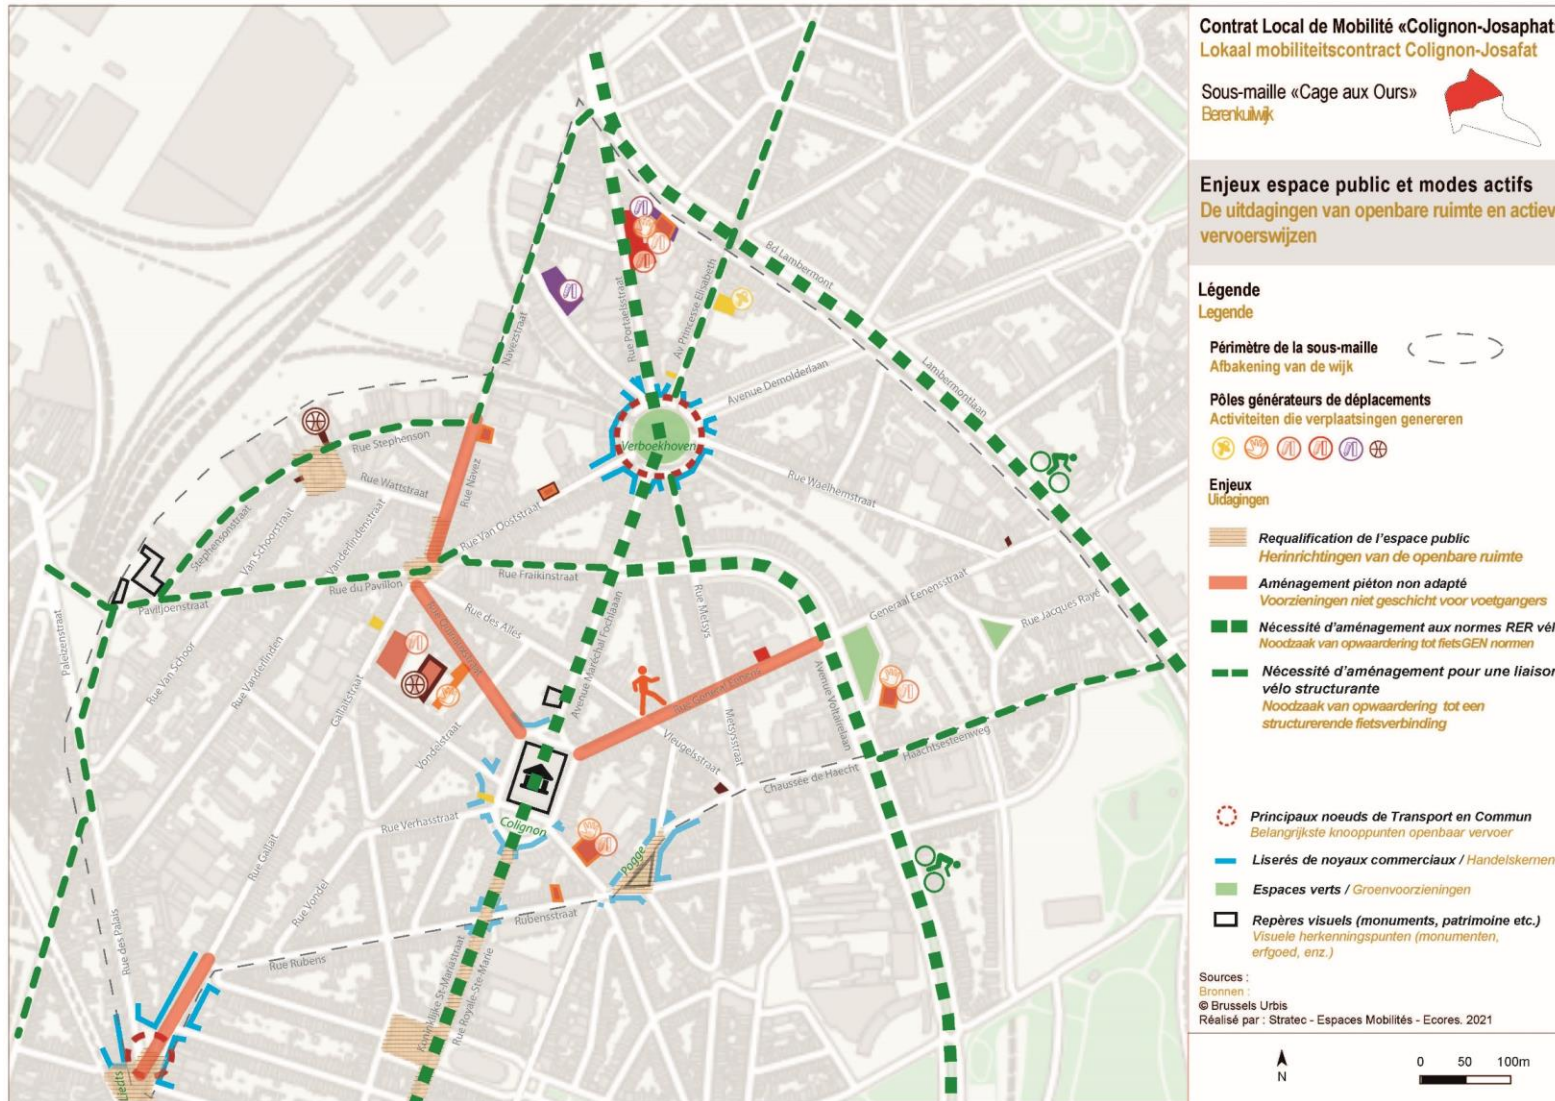 Contrat Local de Mobilité «Colignon-Josaphat
Lokaal mobiliteitscontract Colignon-Josafat
Sous-maille «Cage aux Ours»
Berenkuilwijk
Enjeux espace public et modes actifs
De uitdagingen van openbare ruimte en actiev
vervoerswijzen
Légende
Legende
Périmètre de la sous-maille
Afbakening van de wijk
Pôles générateurs de déplacements
Activiteiten die verplaatsingen genereren
Enjeux
Uidagingen
Requalification de l'espace public
Herinrichtingen van de openbare ruimte
Aménagement piéton non adapté
Voorzieningen niet geschicht voor voetgangers
Nécessité d'aménagement aux normes RER vél
Noodzaak van opwaardering tot fietsGEN normen
Nécessité d'aménagement pour une liaison
vélo structurante
Noodzaak van opwaardering tot een
structurerende fietsverbinding
Principaux noeuds de Transport en Commun
Belangrijkste knooppunten openbaar vervoer
Liserés de noyaux commerciaux / Handelskernen
Espaces verts / Groenvoorzieningen
Repères visuels (monuments, patrimoine etc.)
Visuele herkenningspunten (monumenten,
erfgoed, enz.)
Sources :
Bronnen :
© Brussels Urbis
Réalisé par : Stratec - Espaces Mobilités - Ecores. 2021
N
0 50 100m
Bd Lambermont
Lambermontlaan
Navezstraat
Rue Portaelsstraat
Av Princesse Elisabeth
Avenue Demolderlaan
Verboekhoven
Rue Waelhemstraat
Rue Stephenson
Rue Wattstraat
Rue Navez
Rue Van Ooststraat
Stephensonstraat
Van Schoorstraat
Vanderlindenstraat
Rue du Pavillon
Paviljoenstraat
Rue Fraikinstraat
Rue des Ailes
Avenue Maréchal Fochlaan
Rue Metsys
Generaal Eenensstraat
Rue Jacques Rayé
Paleizenstraat
Rue Van Schoor
Rue Vanderlinden
Gallaitstraat
Vondelstraat
Vleugelsstraat
Metsysstraat
Avenue Voltairelaan
Haachtsesteenweg
Chaussée de Haecht
Rue Verhasstraat
Colignon
Pogge
Rue Gallait
Rue Vondel
Rubensstraat
Rue Rubens
Rue des Palais
Koninklijke St-Mariastraat
Rue Royale-Ste-Marie
Liedts